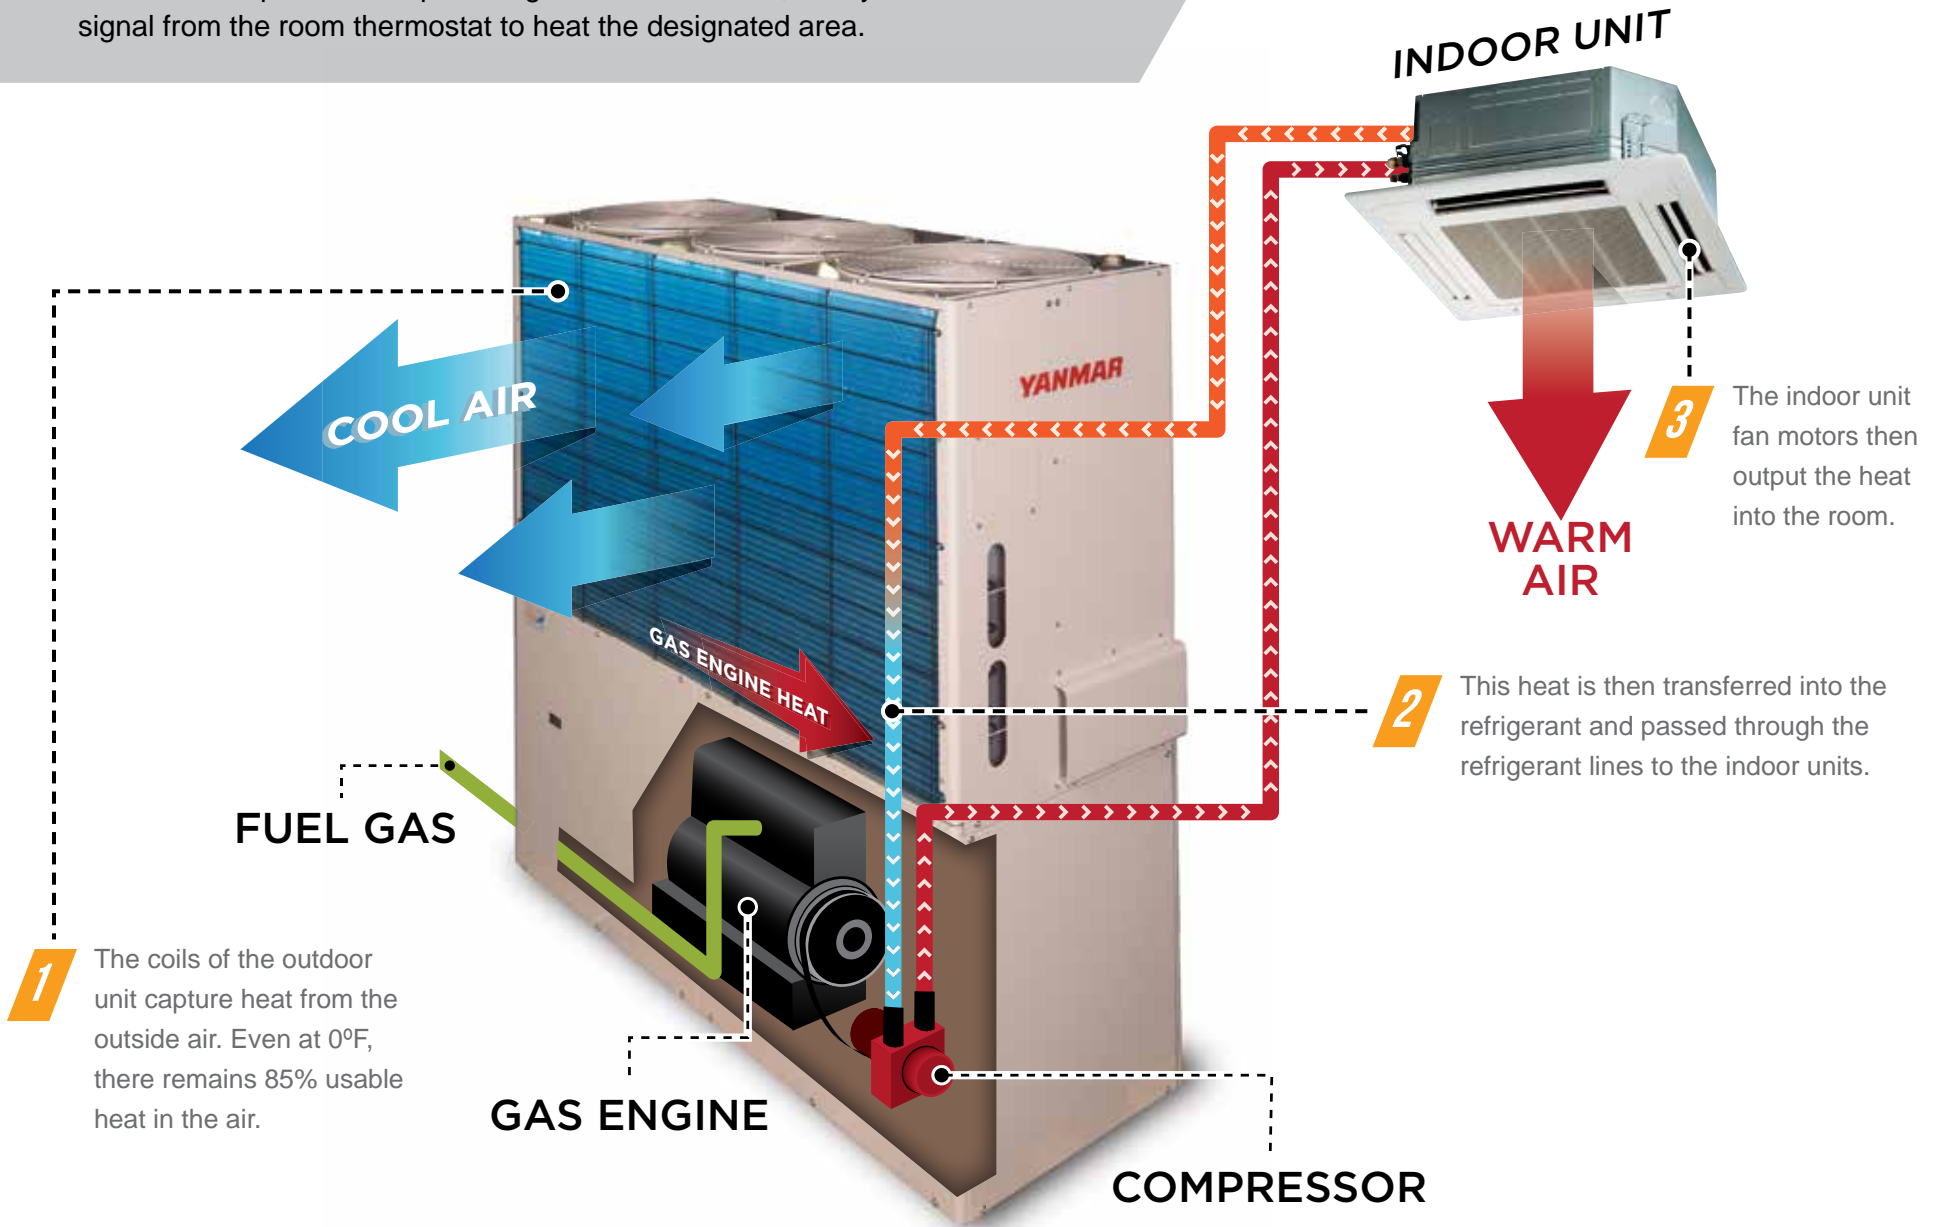 signal from the room thermostat to heat the designated area.
INDOOR UNIT
YANMAR
COOL AIR
3
The indoor unit
fan motors then
output the heat
into the room.
WARM
AIR
GAS ENGINE HEAT
2
This heat is then transferred into the
refrigerant and passed through the
refrigerant lines to the indoor units.
FUEL GAS
1
The coils of the outdoor
unit capture heat from the
outside air. Even at 0ºF,
there remains 85% usable
heat in the air.
GAS ENGINE
COMPRESSOR